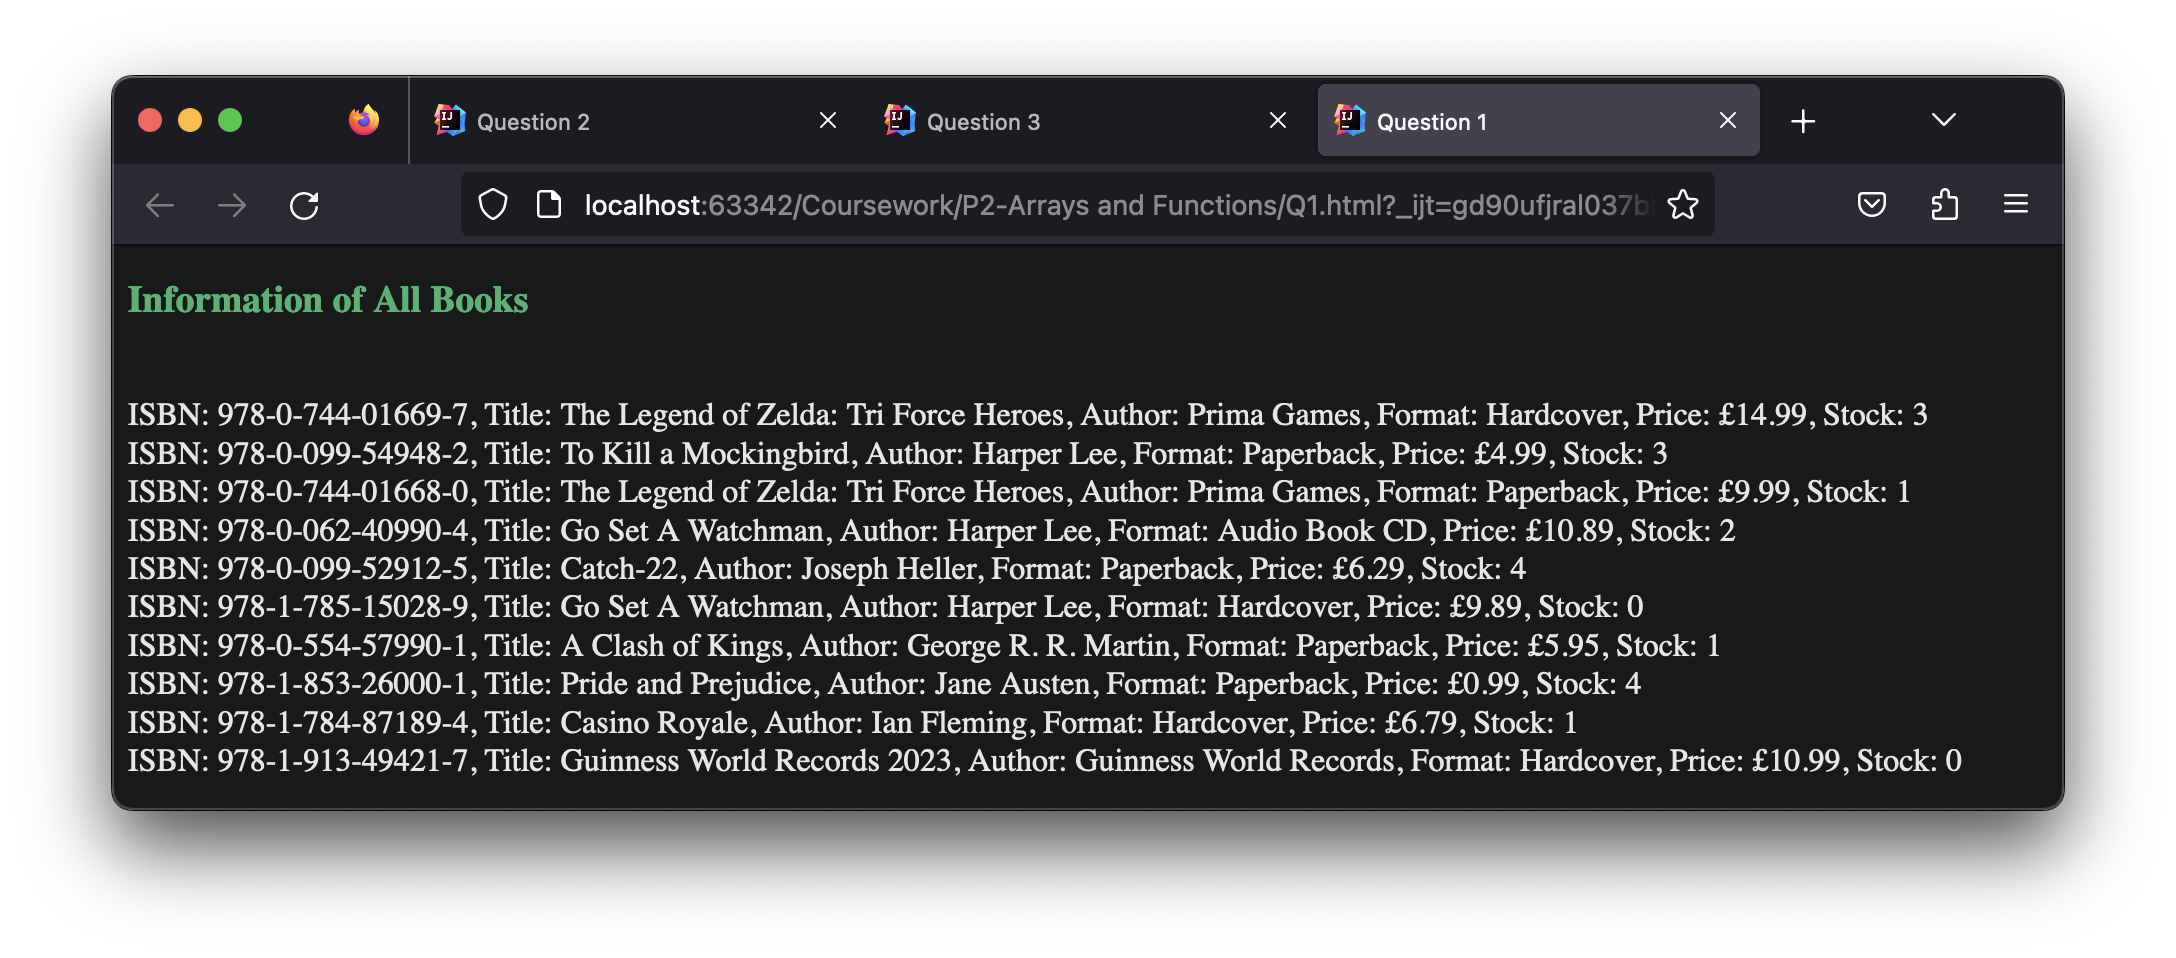 Question 2
Question 3
Question 1
localhost:63342/Coursework/P2-Arrays and Functions/Q1.html?_ijt=gd90ufjral037b
Information of All Books
ISBN: 978-0-744-01669-7, Title: The Legend of Zelda: Tri Force Heroes, Author: Prima Games, Format: Hardcover, Price: £14.99, Stock: 3
ISBN: 978-0-099-54948-2, Title: To Kill a Mockingbird, Author: Harper Lee, Format: Paperback, Price: £4.99, Stock: 3
ISBN: 978-0-744-01668-0, Title: The Legend of Zelda: Tri Force Heroes, Author: Prima Games, Format: Paperback, Price: £9.99, Stock: 1
ISBN: 978-0-062-40990-4, Title: Go Set A Watchman, Author: Harper Lee, Format: Audio Book CD, Price: £10.89, Stock: 2
ISBN: 978-0-099-52912-5, Title: Catch-22, Author: Joseph Heller, Format: Paperback, Price: £6.29, Stock: 4
ISBN: 978-1-785-15028-9, Title: Go Set A Watchman, Author: Harper Lee, Format: Hardcover, Price: £9.89, Stock: 0
ISBN: 978-0-554-57990-1, Title: A Clash of Kings, Author: George R. R. Martin, Format: Paperback, Price: £5.95, Stock: 1
ISBN: 978-1-853-26000-1, Title: Pride and Prejudice, Author: Jane Austen, Format: Paperback, Price: £0.99, Stock: 4
ISBN: 978-1-784-87189-4, Title: Casino Royale, Author: Ian Fleming, Format: Hardcover, Price: £6.79, Stock: 1
ISBN: 978-1-913-49421-7, Title: Guinness World Records 2023, Author: Guinness World Records, Format: Hardcover, Price: £10.99, Stock: 0